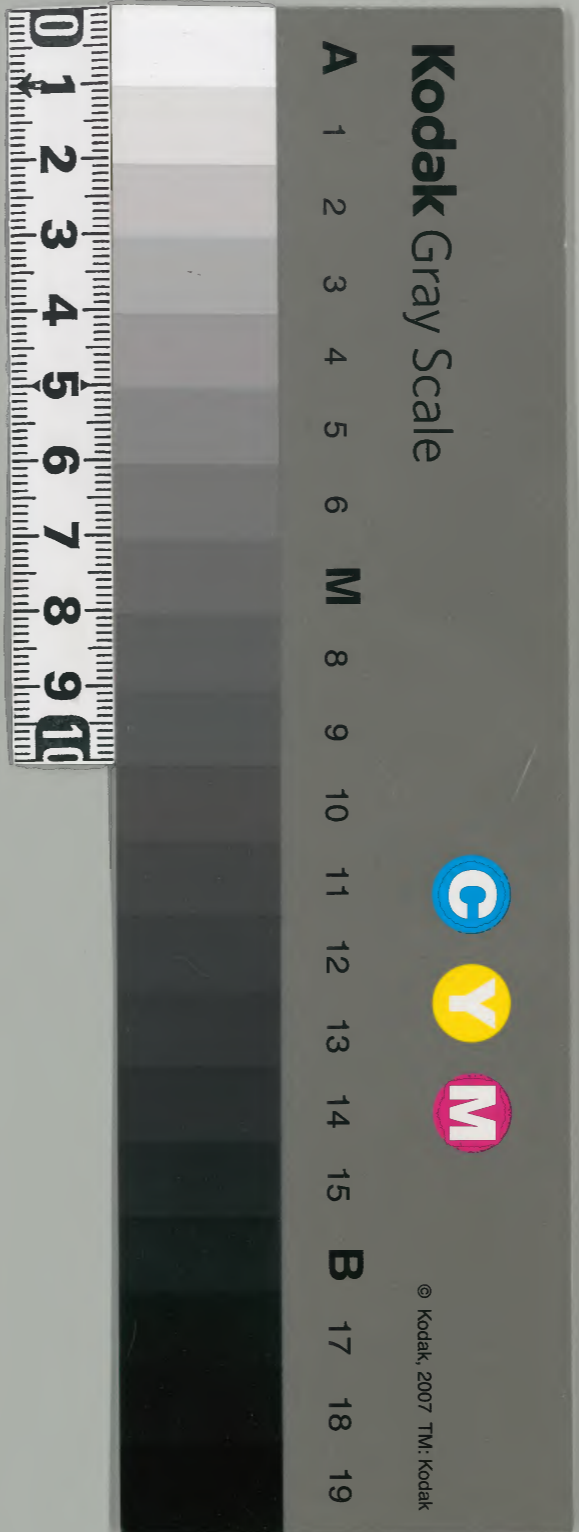 Kodak Gray Scale
C Y M
© Kodak, 2007 TM: Kodak
A 1 2 3 4 5 6 M 8 9 10 11 12 13 14 15 B 17 18 19
0 1 2 3 4 5 6 7 8 9 10